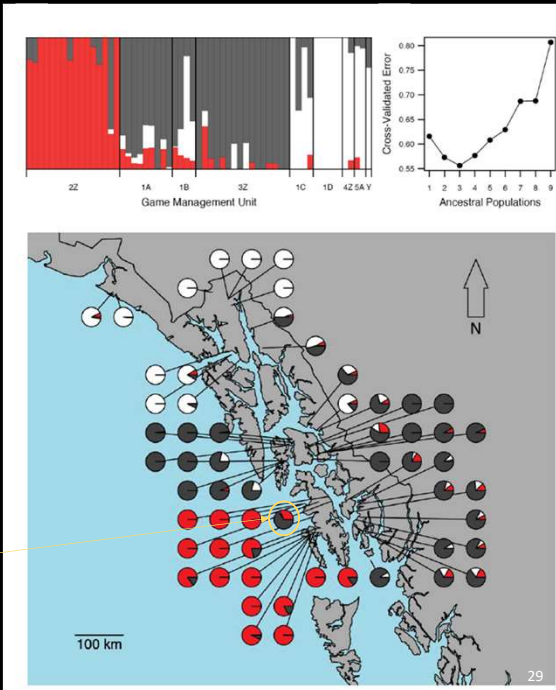 0.80
0.75
0.70
0.65
0.60
0.55
Cross-Validated Error
1 2 3 4 5 6 7 8 9
Ancestral Populations
2Z 1A 1B 3Z 1C 1D 4Z 5A Y
Game Management Unit
N
100 km
29